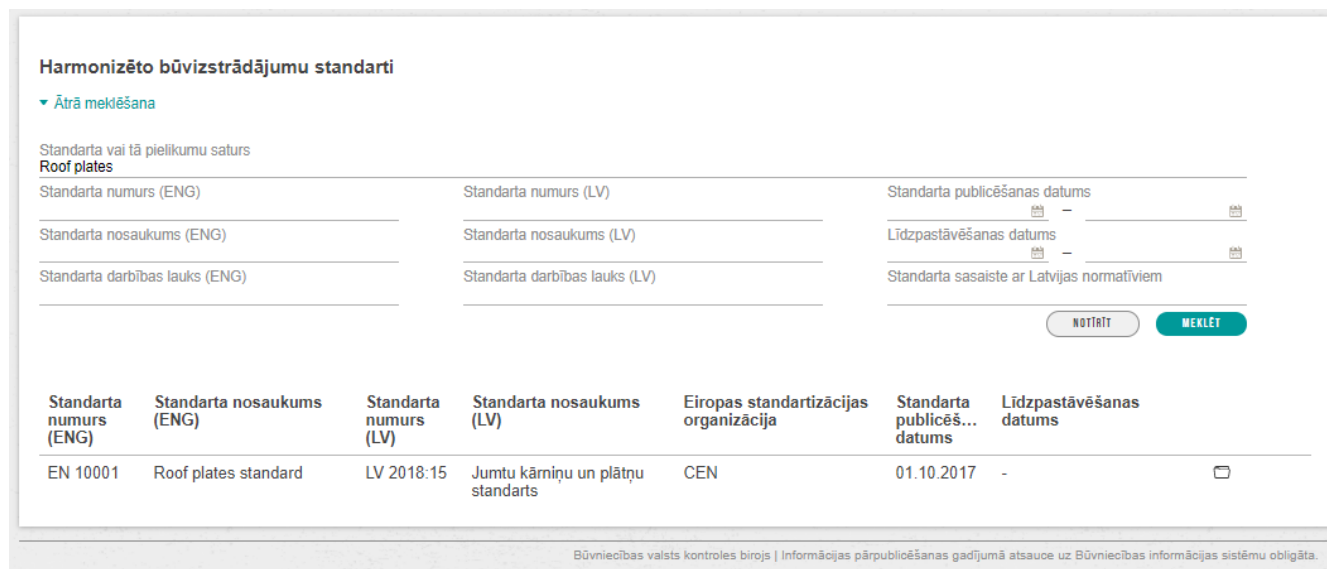 Harmonizēto būvizstrādājumu standarti
Ātrā meklēšana
Standarta vai tā pielikumu saturs
Roof plates
Standarta numurs (ENG) Standarta numurs (LV) Standarta publicēšanas datums
–
Standarta nosaukums (ENG) Standarta nosaukums (LV) Līdzpastāvēšanas datums
–
Standarta darbības lauks (ENG) Standarta darbības lauks (LV) Standarta sasaiste ar Latvijas normatīviem
NOTĪRĪT MEKLĒT
Standarta Standarta nosaukums Standarta Standarta nosaukums Eiropas standartizācijas Standarta Līdzpastāvēšanas
numurs (ENG) numurs (LV) organizācija publicēš... datums
(ENG) (LV) datums
EN 10001 Roof plates standard LV 2018:15 Jumtu kārniņu un plātņu CEN 01.10.2017 -
standarts
Būvniecības valsts kontroles birojs | Informācijas pārpublicēšanas gadījumā atsauce uz Būvniecības informācijas sistēmu obligāta.